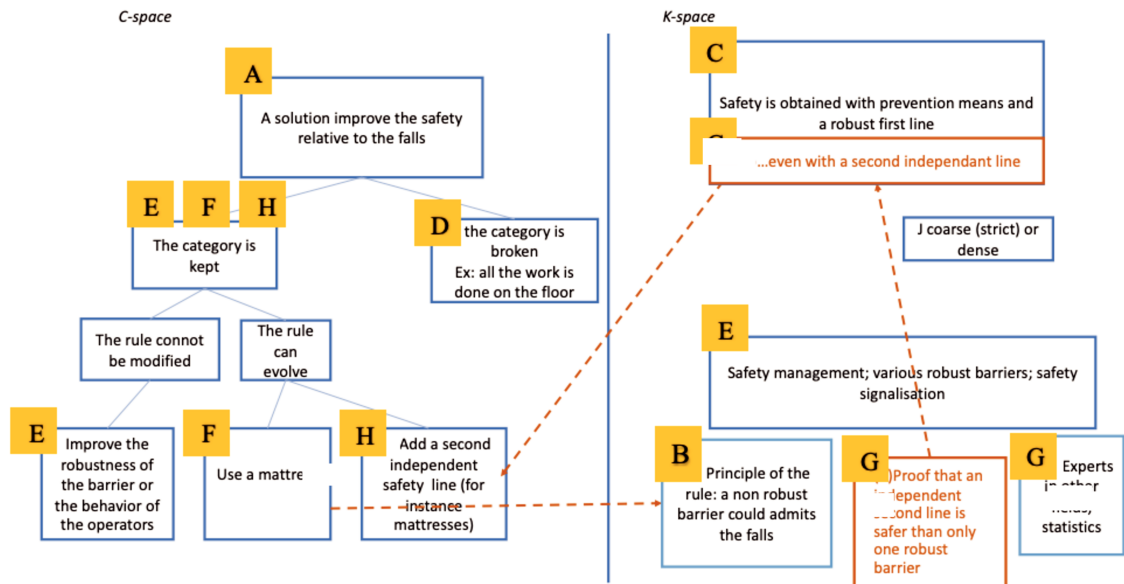 C-space
K-space
A
A solution improve the safety
relative to the falls
E F H
The category is
kept
D
the category is
broken
Ex: all the work is
done on the floor
The rule connot
be modified
The rule
can
evolve
E
Improve the
robustness of
the barrier or
the behavior of
the operators
F
Use a mattre
H
Add a second
independent
safety line (for
instance
mattresses)
C
Safety is obtained with prevention means and
a robust first line
...even with a second independant line
J coarse (strict) or
dense
E
Safety management; various robust barriers; safety
signalisation
B
Principle of the
rule: a non robust
barrier could admits
the falls
G
)Proof that an
independent
second line is
safer than only
one robust
barrier
G
Experts
in other
fields,
statistics